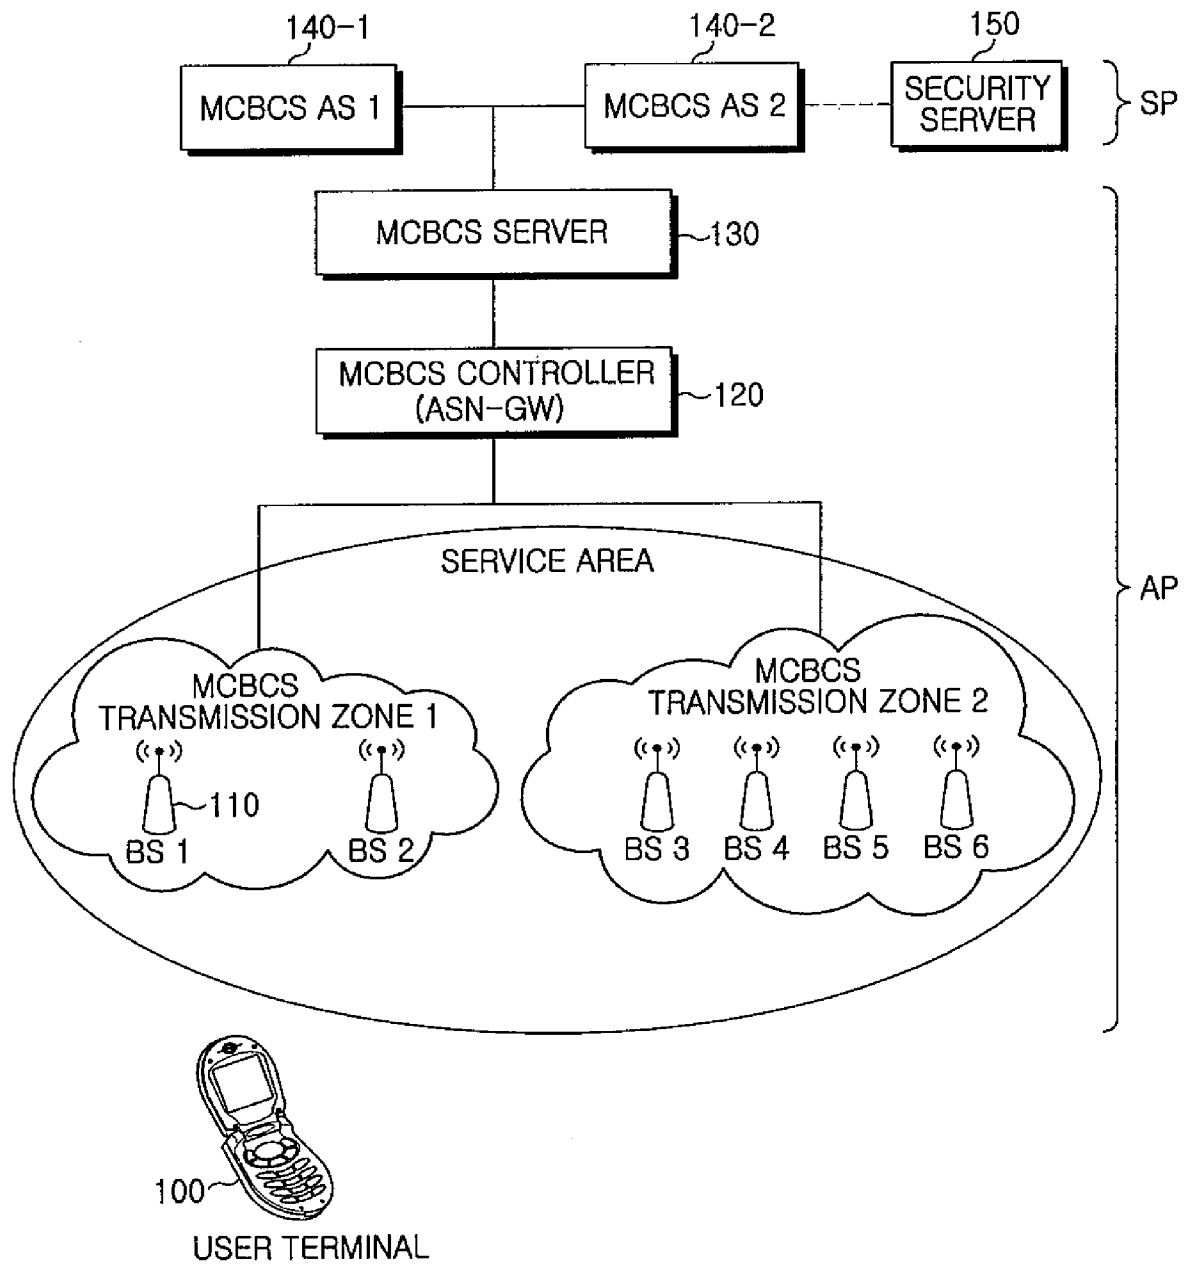 140-1
140-2
150
MCBCS AS 1
MCBCS AS 2
SECURITY
SERVER
SP
MCBCS SERVER
130
MCBCS CONTROLLER
(ASN-GW)
120
SERVICE AREA
AP
MCBCS
TRANSMISSION ZONE 1
MCBCS
TRANSMISSION ZONE 2
110
BS 1
BS 2
BS 3
BS 4
BS 5
BS 6
100
USER TERMINAL